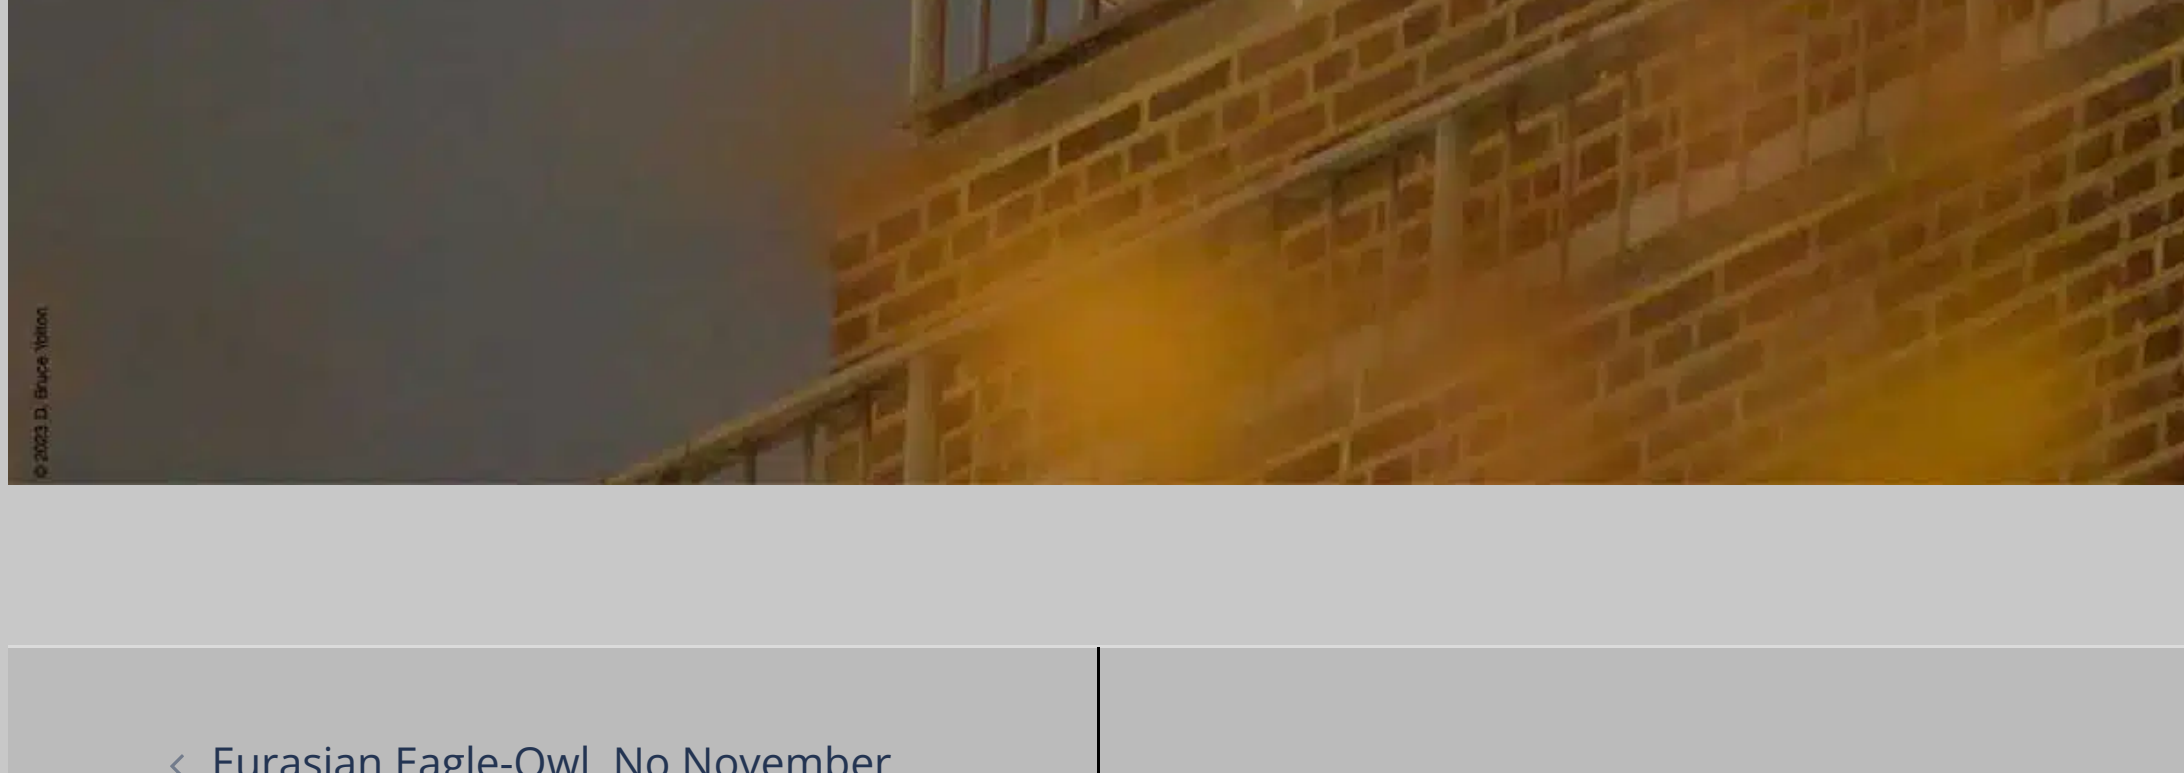 © 2023 D. Bruce Yolton
‹ Eurasian Eagle-Owl, No November